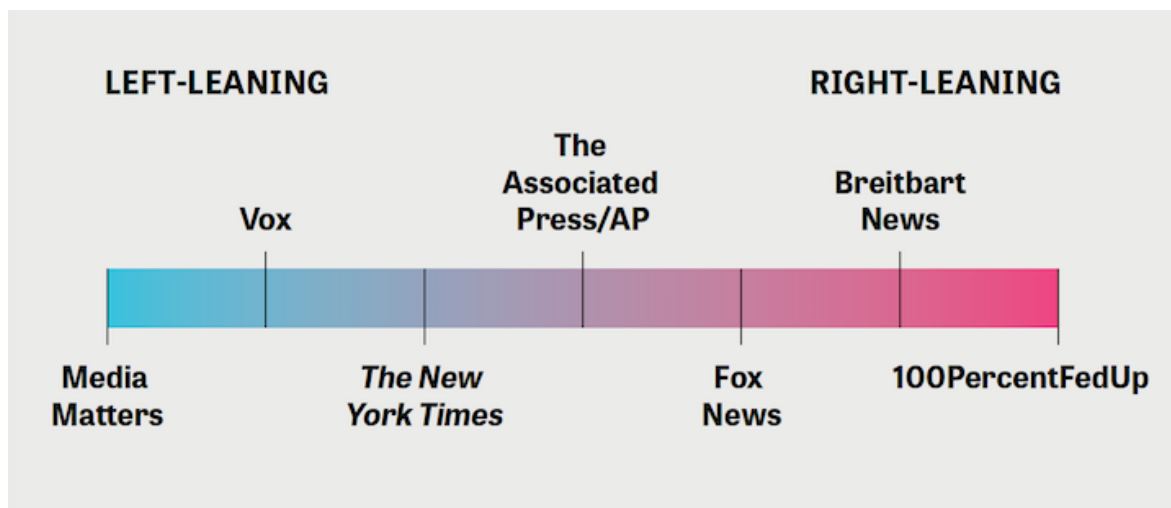 LEFT-LEANING
RIGHT-LEANING
The
Associated
Press/AP
Breitbart
News
Vox
Media
Matters
The New
York Times
Fox
News
100PercentFedUp